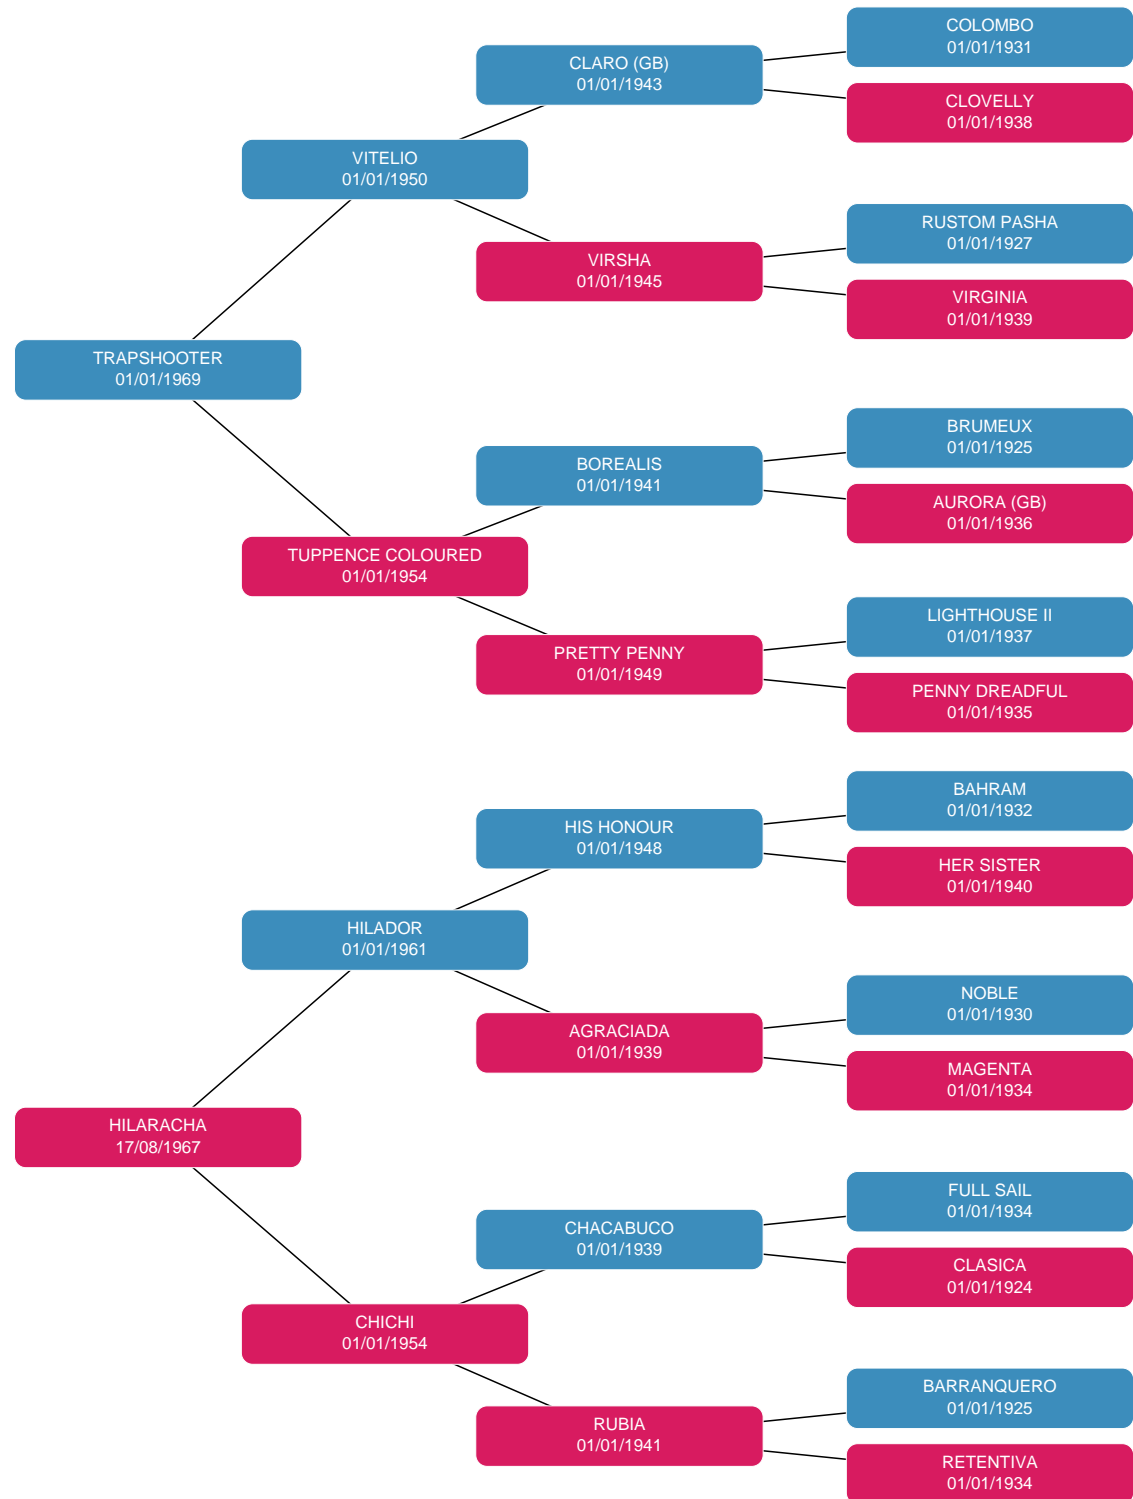 COLOMBO
01/01/1931
CLARO (GB)
01/01/1943
CLOVELLY
01/01/1938
VITELIO
01/01/1950
RUSTOM PASHA
01/01/1927
VIRSHA
01/01/1945
VIRGINIA
01/01/1939
TRAPSHOOTER
01/01/1969
BRUMEUX
01/01/1925
BOREALIS
01/01/1941
AURORA (GB)
01/01/1936
TUPPENCE COLOURED
01/01/1954
LIGHTHOUSE II
01/01/1937
PRETTY PENNY
01/01/1949
PENNY DREADFUL
01/01/1935
BAHRAM
01/01/1932
HIS HONOUR
01/01/1948
HER SISTER
01/01/1940
HILADOR
01/01/1961
NOBLE
01/01/1930
AGRACIADA
01/01/1939
MAGENTA
01/01/1934
HILARACHA
17/08/1967
FULL SAIL
01/01/1934
CHACABUCO
01/01/1939
CLASICA
01/01/1924
CHICHI
01/01/1954
BARRANQUERO
01/01/1925
RUBIA
01/01/1941
RETENTIVA
01/01/1934